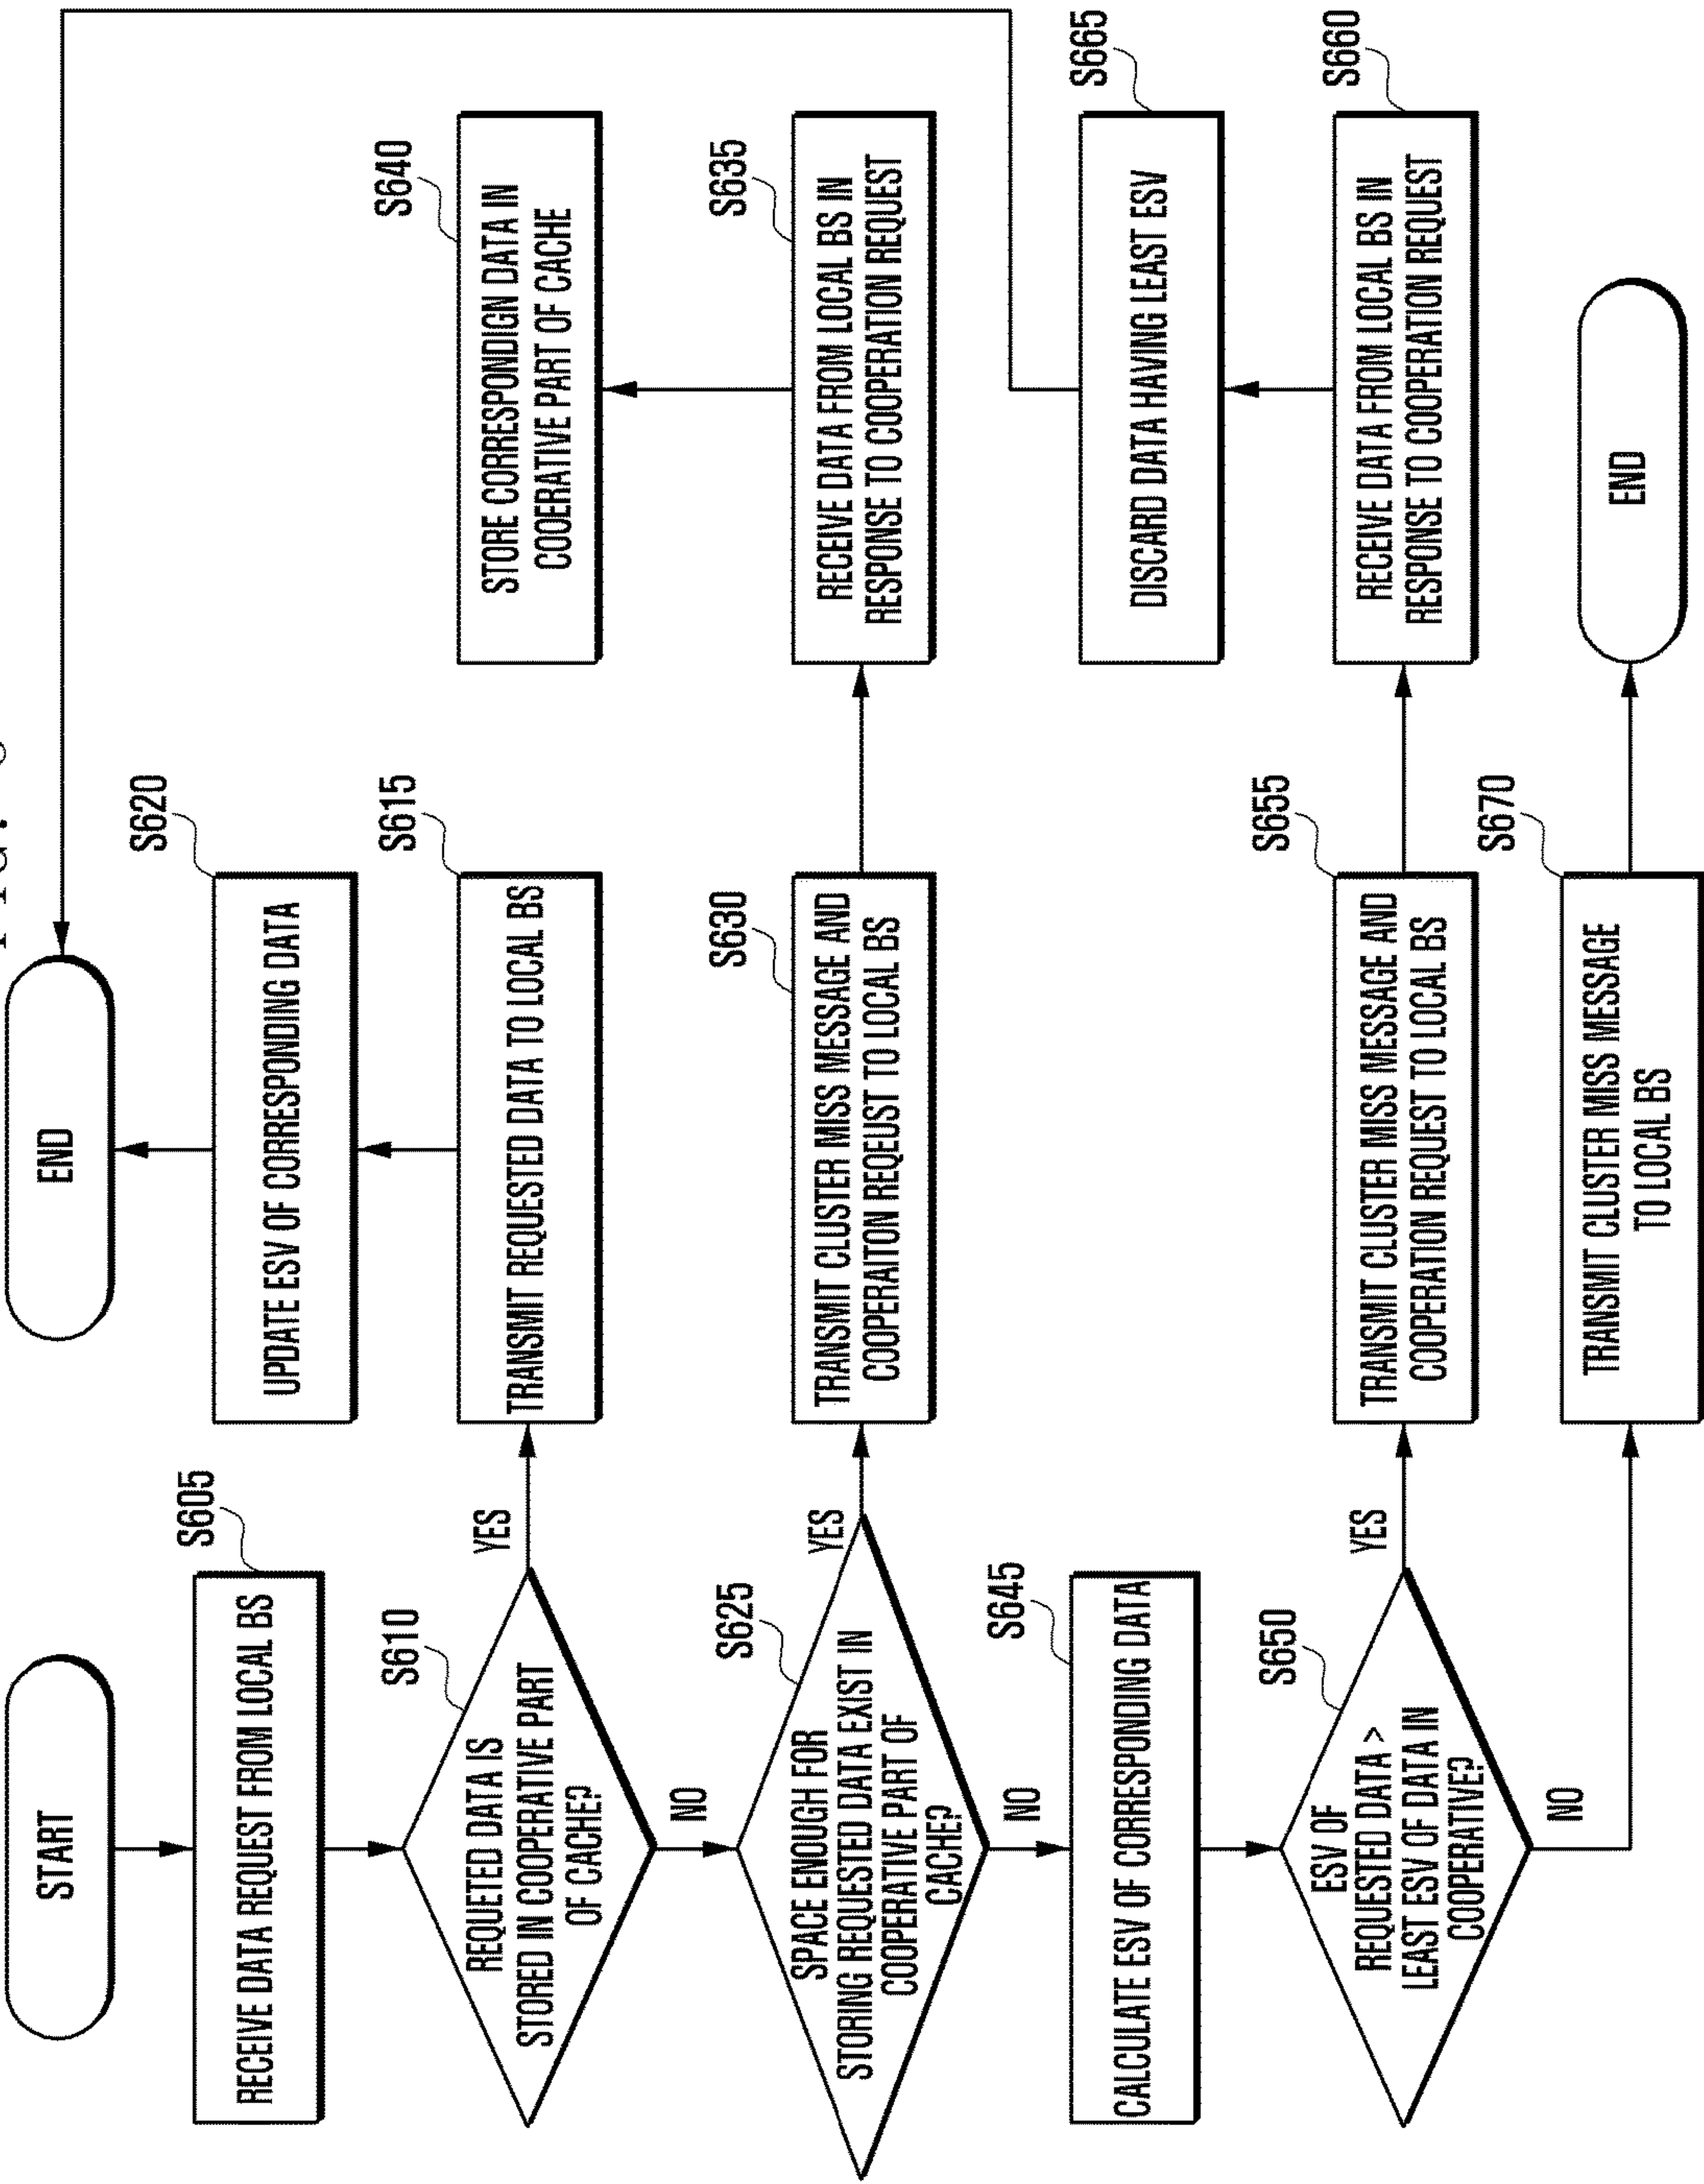 START
S605
RECEIVE DATA REQUEST FROM LOCAL BS
S610
REQUETED DATA IS
STORED IN COOPERATIVE PART
OF CACHE?
YES
NO
S615
TRANSMIT REQUESTED DATA TO LOCAL BS
S620
UPDATE ESV OF CORRESPONDING DATA
END
S625
SPACE ENOUGH FOR
STORING REQUESTED DATA EXIST IN
COOPERATIVE PART OF
CACHE?
YES
NO
S630
TRANSMIT CLUSTER MISS MESSAGE AND
COOPERAITON REQEUST TO LOCAL BS
S635
RECEIVE DATA FROM LOCAL BS IN
RESPONSE TO COOPERATION REQUEST
S640
STORE CORRESPONDIGN DATA IN
COOERATIVE PART OF CACHE
S645
CALCULATE ESV OF CORRESPONDING DATA
S650
ESV OF
REQUESTED DATA >
LEAST ESV OF DATA IN
COOPERATIVE?
YES
NO
S655
TRANSMIT CLUSTER MISS MESSAGE AND
COOPERATION REQUEST TO LOCAL BS
S660
RECEIVE DATA FROM LOCAL BS IN
RESPONSE TO COOPERATION REQUEST
S665
DISCARD DATA HAVING LEAST ESV
S670
TRANSMIT CLUSTER MISS MESSAGE
TO LOCAL BS
END